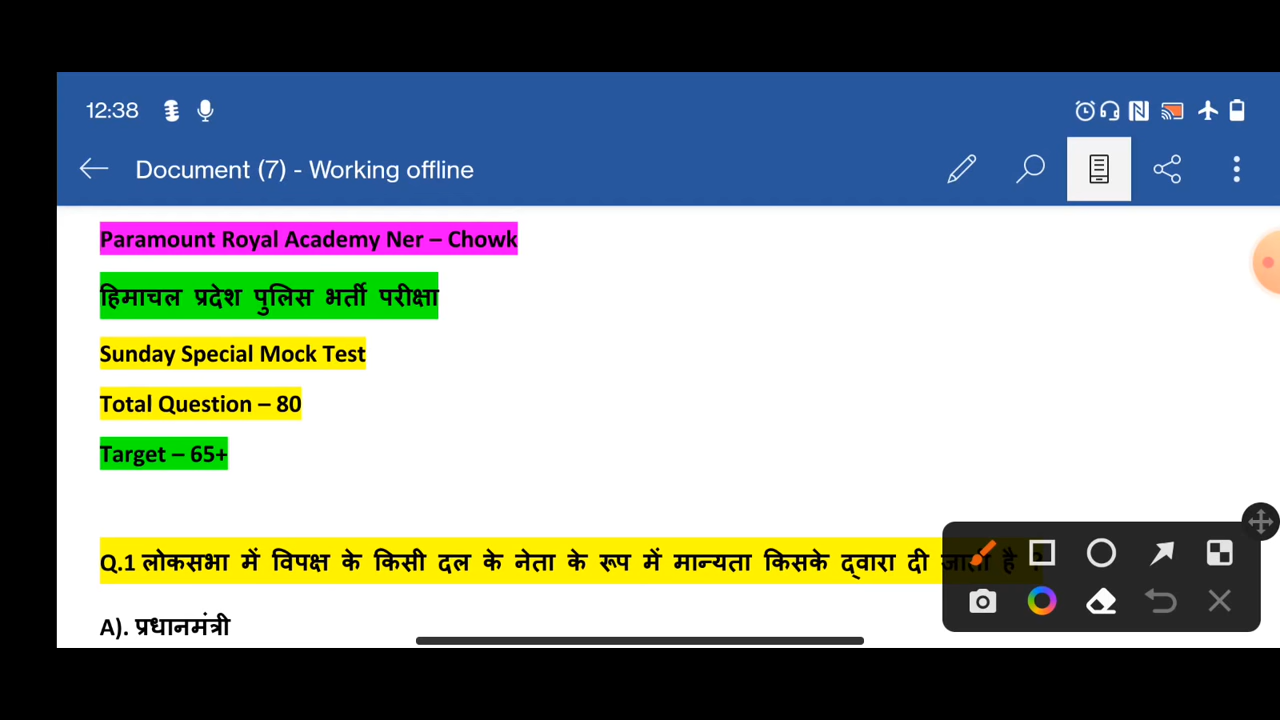 12:38
Document (7) - Working offline
Paramount Royal Academy Ner – Chowk
हिमाचल प्रदेश पुलिस भर्ती परीक्षा
Sunday Special Mock Test
Total Question – 80
Target – 65+
Q.1 लोकसभा में विपक्ष के किसी दल के नेता के रूप में मान्यता किसके द्वारा दी जाती है ?
A). प्रधानमंत्री